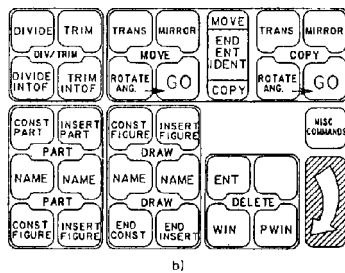 DIVIDE TRIM
DIV/TRIM
DIVIDE INTOF TRIM INTOF
TRANS MIRROR
MOVE
ROTATE ANG. GO
MOVE
END
ENT
IDENT
COPY
TRANS MIRROR
COPY
ROTATE ANG. GO
CONST PART INSERT PART
PART
NAME NAME
PART
CONST FIGURE INSERT FIGURE
CONST FIGURE INSERT FIGURE
DRAW
NAME NAME
DRAW
END CONST END INSERT
MISC
COMMANDS
ENT
DELETE
WIN PWIN
b)